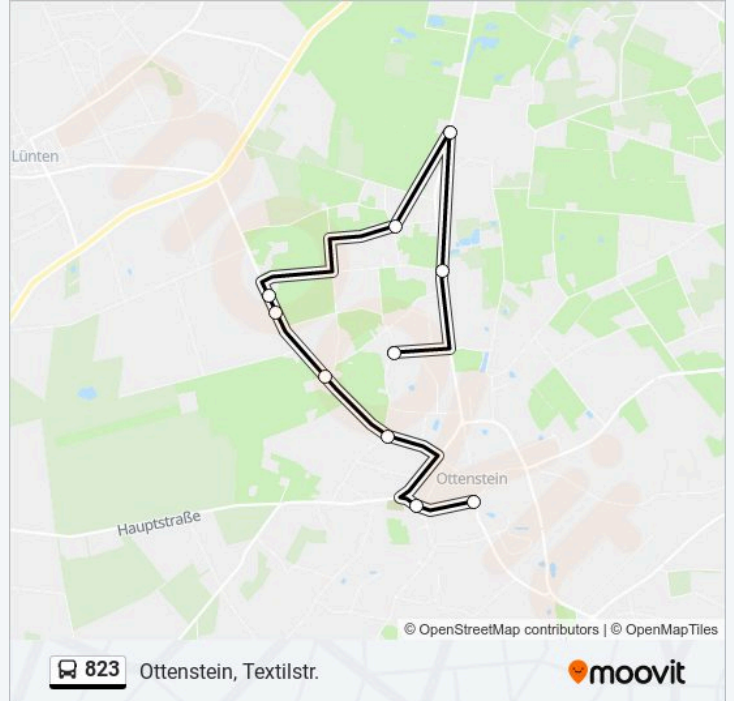 Lünten
Ottenstein
Hauptstraße
© OpenStreetMap contributors | © OpenMapTiles
823 Ottenstein, Textilstr.
moovit